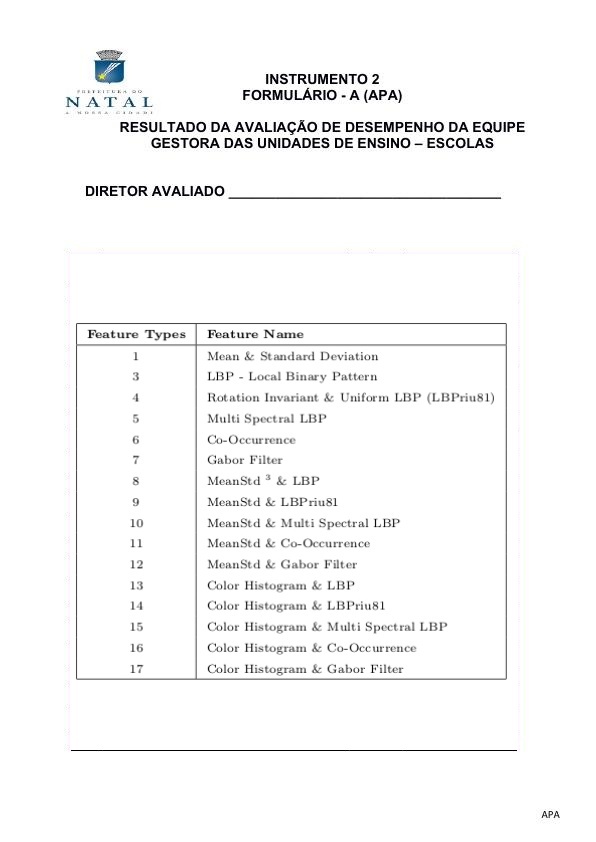 PREFEITURA DO
NATAL
A NOSSA CIDADE
INSTRUMENTO 2
FORMULÁRIO - A (APA)
RESULTADO DA AVALIAÇÃO DE DESEMPENHO DA EQUIPE
GESTORA DAS UNIDADES DE ENSINO – ESCOLAS
DIRETOR AVALIADO ___________________________________
Feature Types Feature Name
1 Mean & Standard Deviation
3 LBP - Local Binary Pattern
4 Rotation Invariant & Uniform LBP (LBPriu81)
5 Multi Spectral LBP
6 Co-Occurrence
7 Gabor Filter
8 MeanStd ³ & LBP
9 MeanStd & LBPriu81
10 MeanStd & Multi Spectral LBP
11 MeanStd & Co-Occurrence
12 MeanStd & Gabor Filter
13 Color Histogram & LBP
14 Color Histogram & LBPriu81
15 Color Histogram & Multi Spectral LBP
16 Color Histogram & Co-Occurrence
17 Color Histogram & Gabor Filter
APA